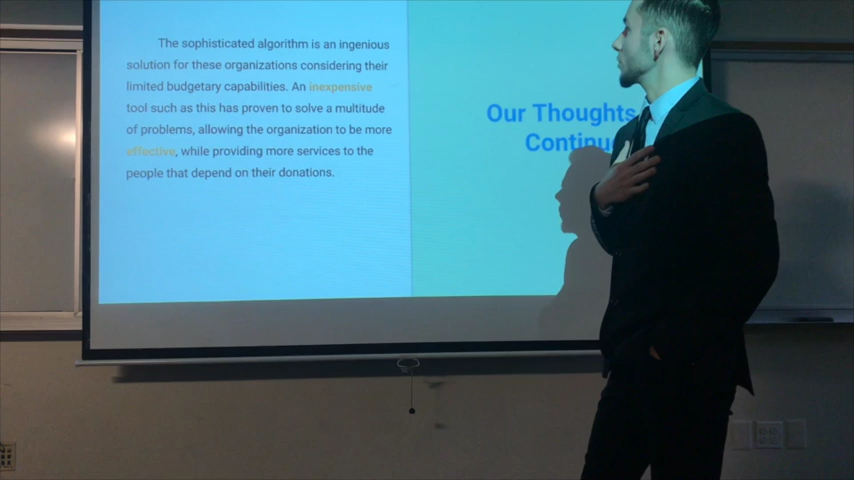 The sophisticated algorithm is an ingenious
solution for these organizations considering their
limited budgetary capabilities. An inexpensive
tool such as this has proven to solve a multitude
of problems, allowing the organization to be more
effective, while providing more services to the
people that depend on their donations.
Our Thoughts
Continue